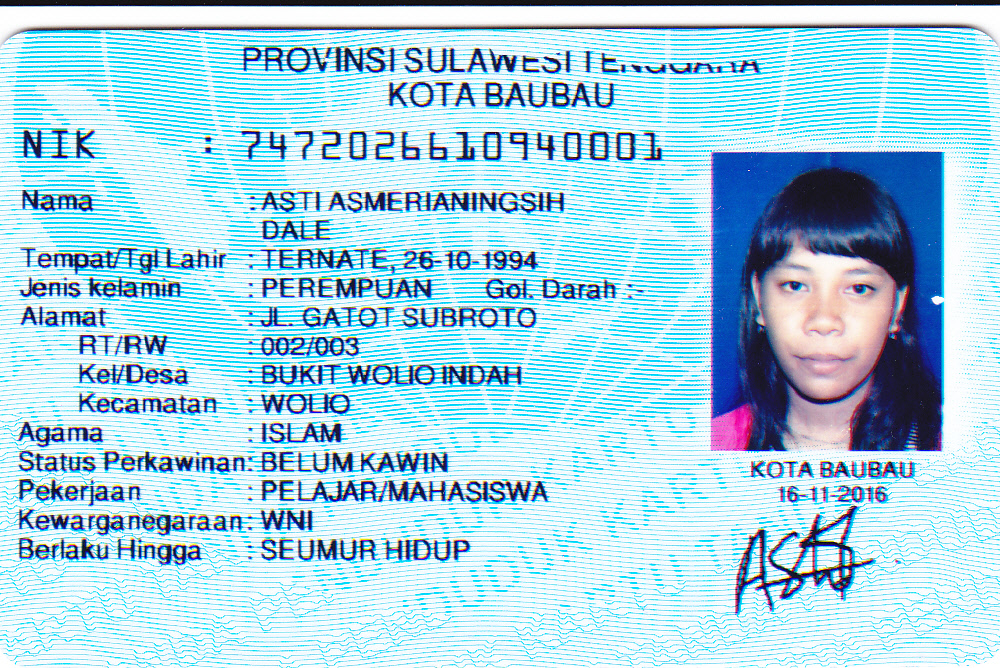 PROVINSI SULAWESI TENGGARA
KOTA BAUBAU
NIK : 7472026610940001
Nama : ASTI ASMERIANINGSIH
DALE
Tempat/Tgl Lahir : TERNATE, 26-10-1994
Jenis kelamin : PEREMPUAN Gol. Darah :-
Alamat : JL. GATOT SUBROTO
RT/RW : 002/003
Kel/Desa : BUKIT WOLIO INDAH
Kecamatan : WOLIO
Agama : ISLAM
Status Perkawinan: BELUM KAWIN
Pekerjaan : PELAJAR/MAHASISWA
Kewarganegaraan: WNI
Berlaku Hingga : SEUMUR HIDUP
KOTA BAUBAU
16-11-2016